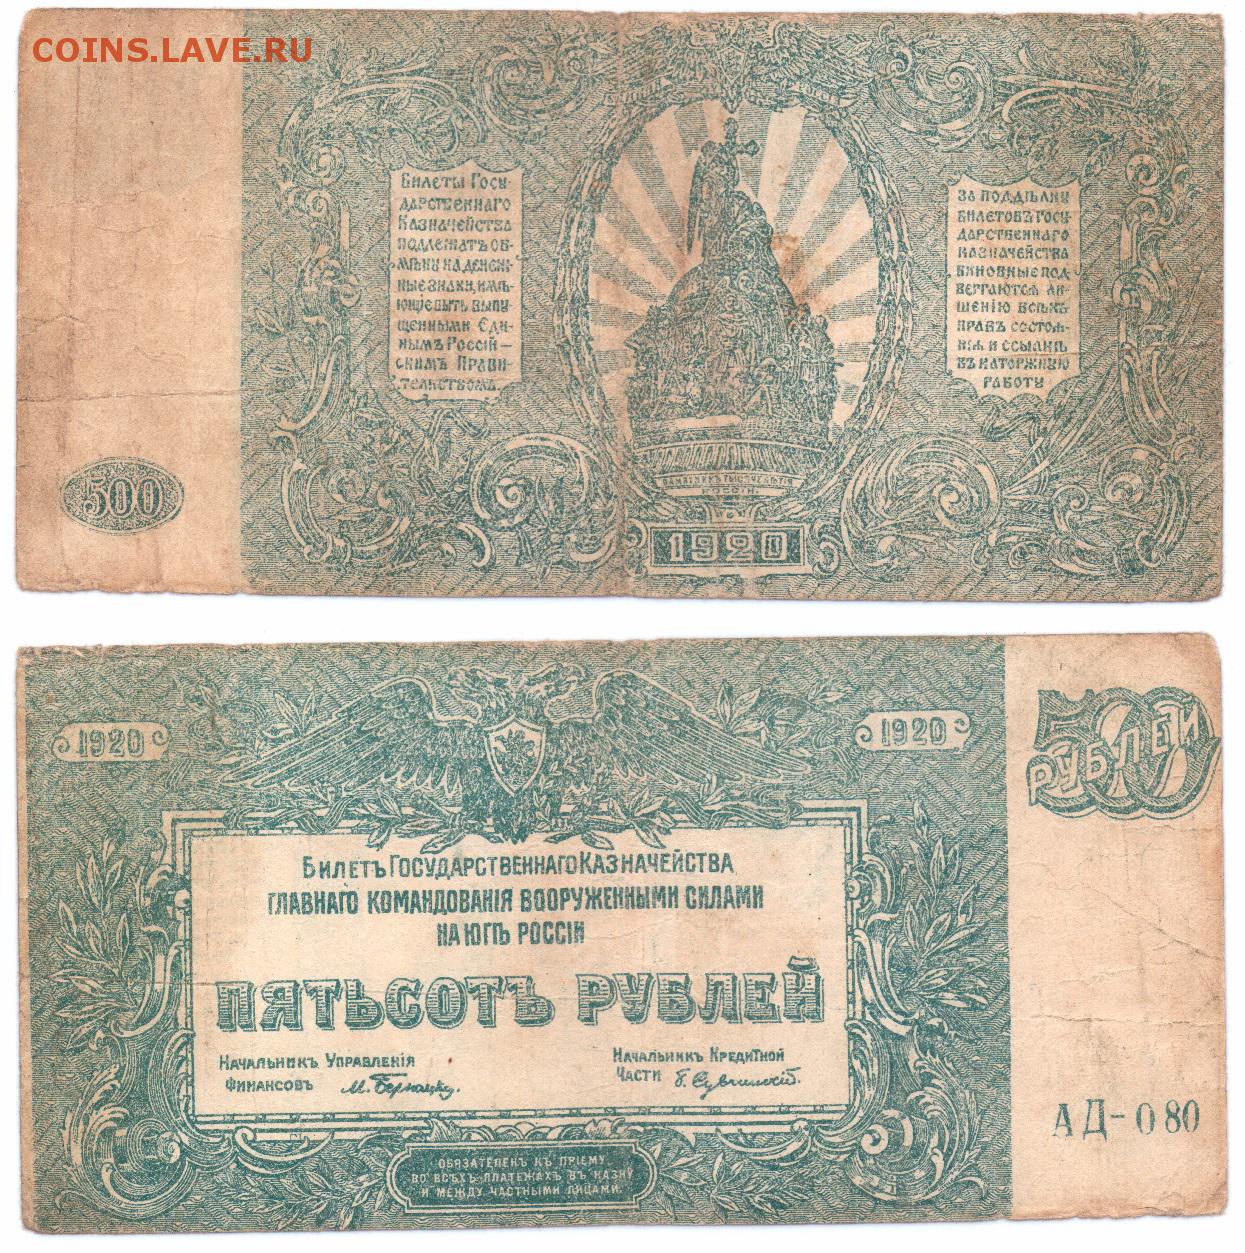 COINS.LAVE.RU
БИЛЕТЫ ГОСУ-
ДАРСТВЕННАГО
КАЗНАЧЕЙСТВА
ПОДЛЕЖАТЪ ОБ-
МѢНУ НА ДЕНЕЖ-
НЫЕ ЗНАКИ, ИМѢ-
ЮЩІЕ БЫТЬ ВЫПУ-
ЩЕННЫМИ ЕДИ-
НЫМЪ РОССІЙ-
СКИМЪ ПРАВИ-
ТЕЛЬСТВОМЪ.
ЗА ПОДДѢЛКУ
БИЛЕТОВЪ ГОСУ-
ДАРСТВЕННАГО
КАЗНАЧЕЙСТВА
ВИНОВНЫЕ ПОД-
ВЕРГАЮТСЯ ЛИ-
ШЕНІЮ ВСѢХЪ
ПРАВЪ СОСТОЯ-
НІЯ И ССЫЛКѢ
ВЪ КАТОРЖНУЮ
РАБОТУ
500
ПАМЯТНИКЪ ТЫСЯЧЕЛѢТІЯ
РОССІИ
1920
1920
1920
500
РУБЛЕЙ
БИЛЕТЪ ГОСУДАРСТВЕННАГО КАЗНАЧЕЙСТВА
ГЛАВНАГО КОМАНДОВАНІЯ ВООРУЖЕННЫМИ СИЛАМИ
НА ЮГѢ РОССІИ
ПЯТЬСОТЪ РУБЛЕЙ
НАЧАЛЬНИКЪ УПРАВЛЕНІЯ
ФИНАНСОВЪ
НАЧАЛЬНИКЪ КРЕДИТНОЙ
ЧАСТИ
АД-080
ОБЯЗАТЕЛЕНЪ КЪ ПРІЕМУ
ВО ВСѢХЪ ПЛАТЕЖАХЪ ВЪ КАЗНУ
И МЕЖДУ ЧАСТНЫМИ ЛИЦАМИ.